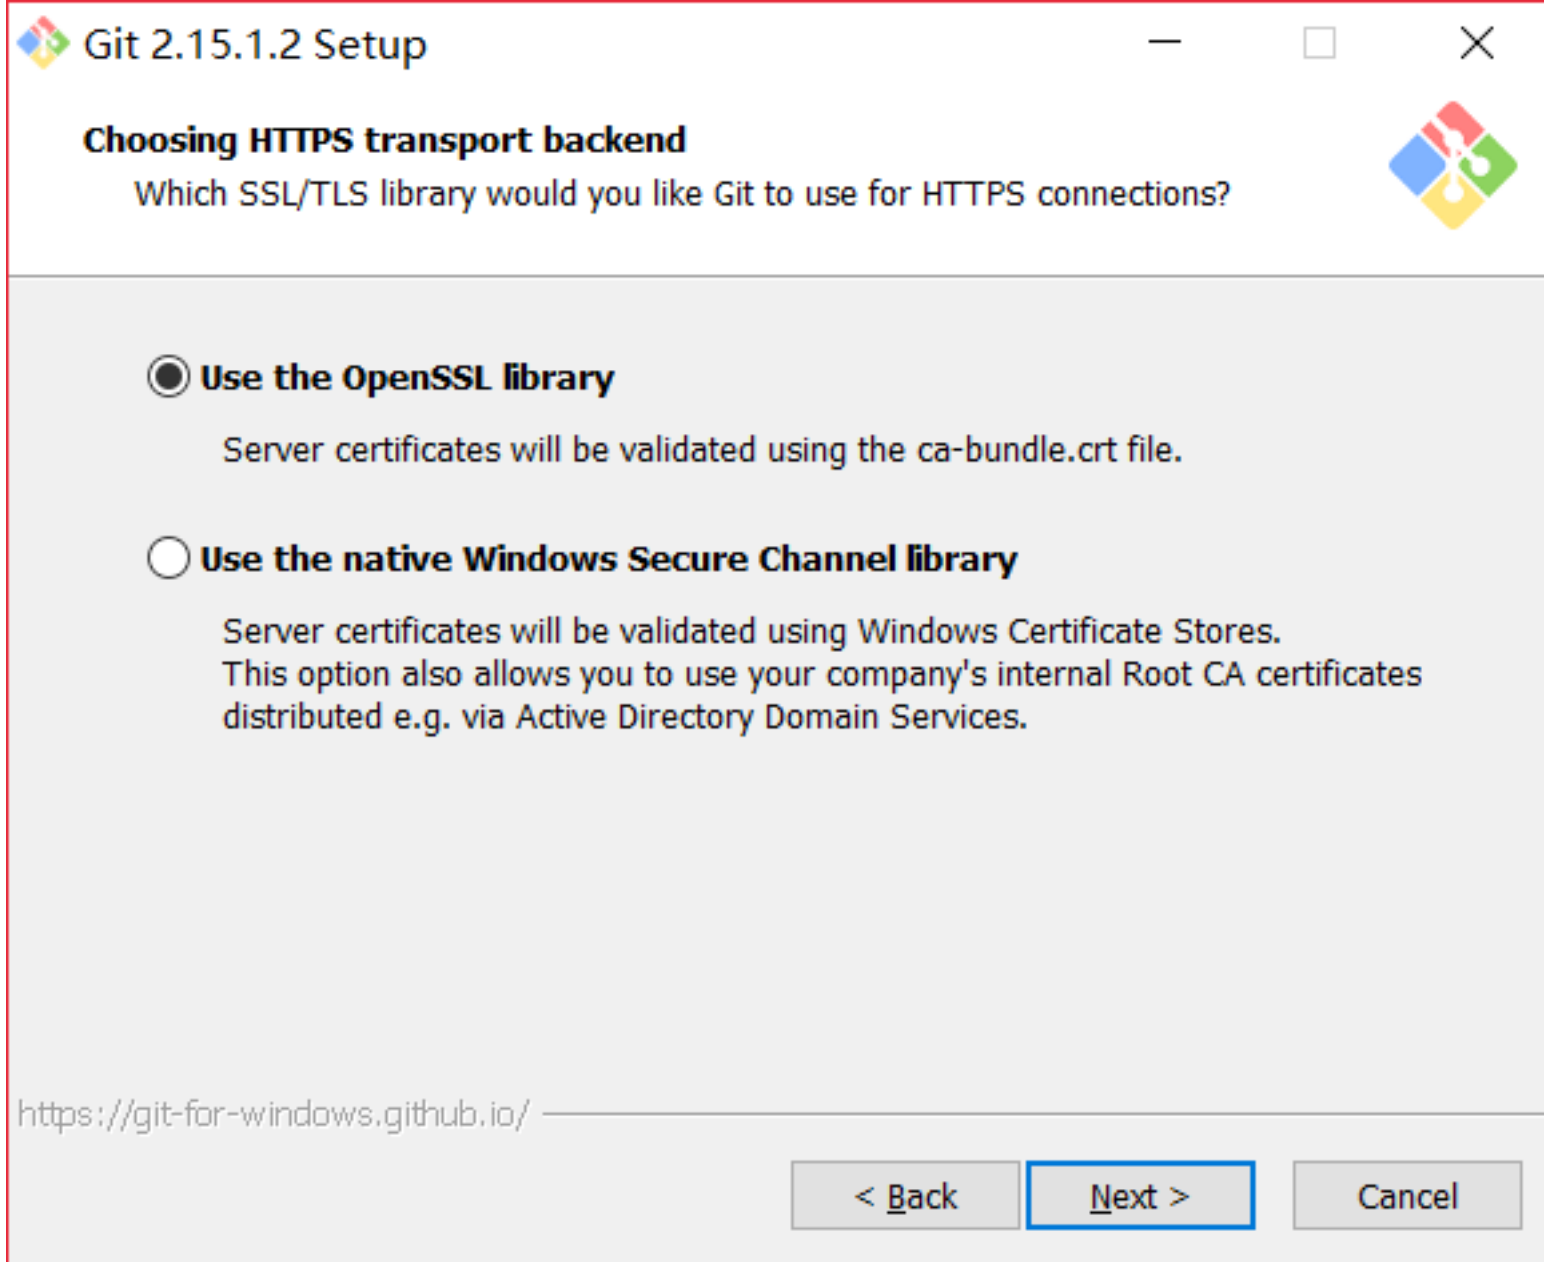 Git 2.15.1.2 Setup
Choosing HTTPS transport backend
Which SSL/TLS library would you like Git to use for HTTPS connections?
Use the OpenSSL library
Server certificates will be validated using the ca-bundle.crt file.
Use the native Windows Secure Channel library
Server certificates will be validated using Windows Certificate Stores.
This option also allows you to use your company's internal Root CA certificates
distributed e.g. via Active Directory Domain Services.
https://git-for-windows.github.io/
< Back
Next >
Cancel